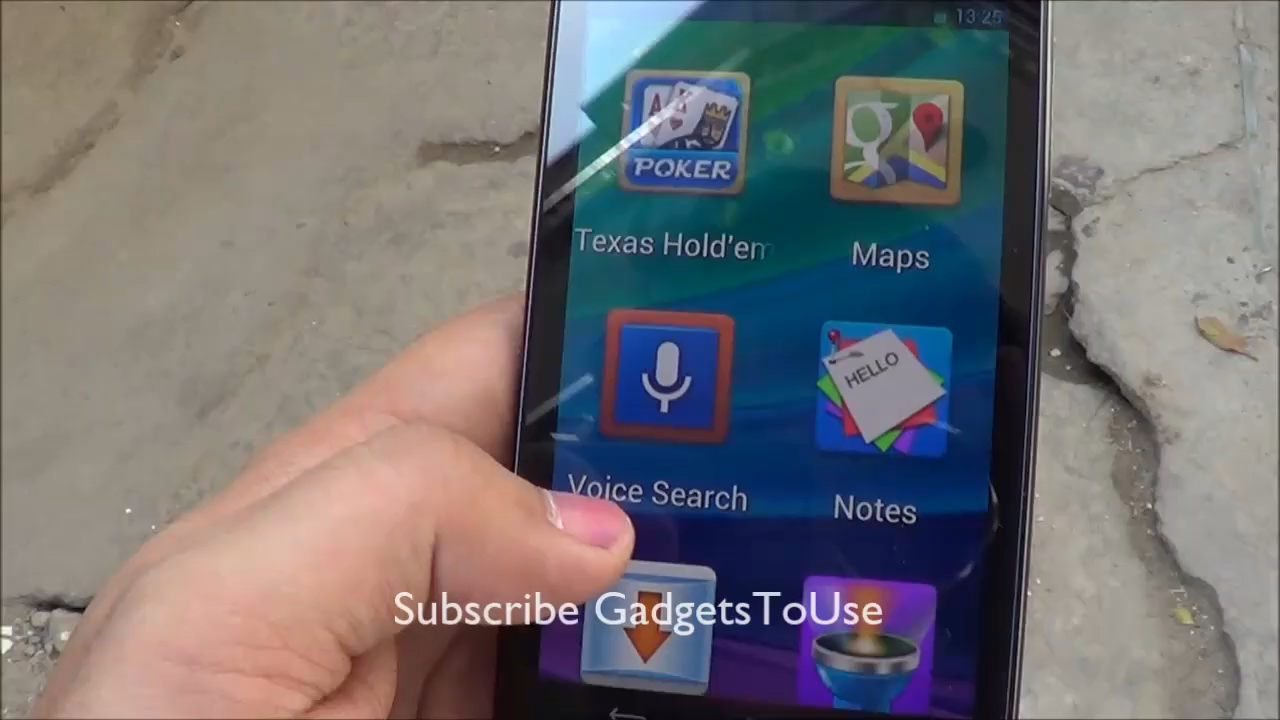 13:25
POKER
Texas Hold'em
Maps
HELLO
Voice Search
Notes
Subscribe GadgetsToUse